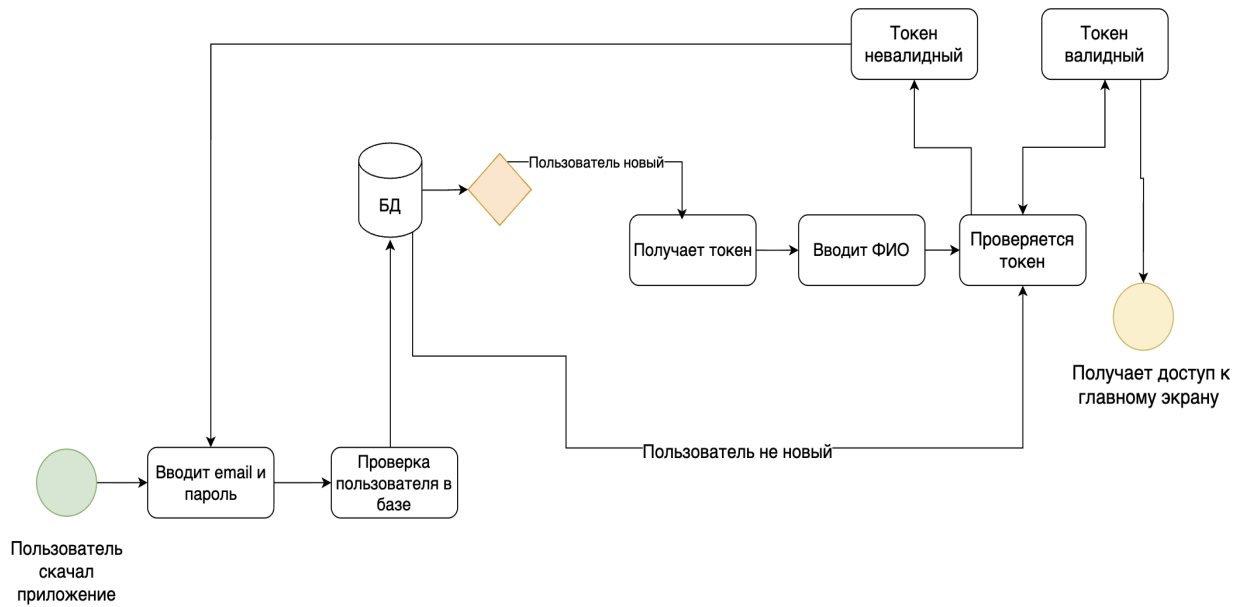 Токен
невалидный
Токен
валидный
БД
Пользователь новый
Получает токен
Вводит ФИО
Проверяется
токен
Получает доступ к
главному экрану
Пользователь не новый
Вводит email и
пароль
Проверка
пользователя в
базе
Пользователь
скачал
приложение